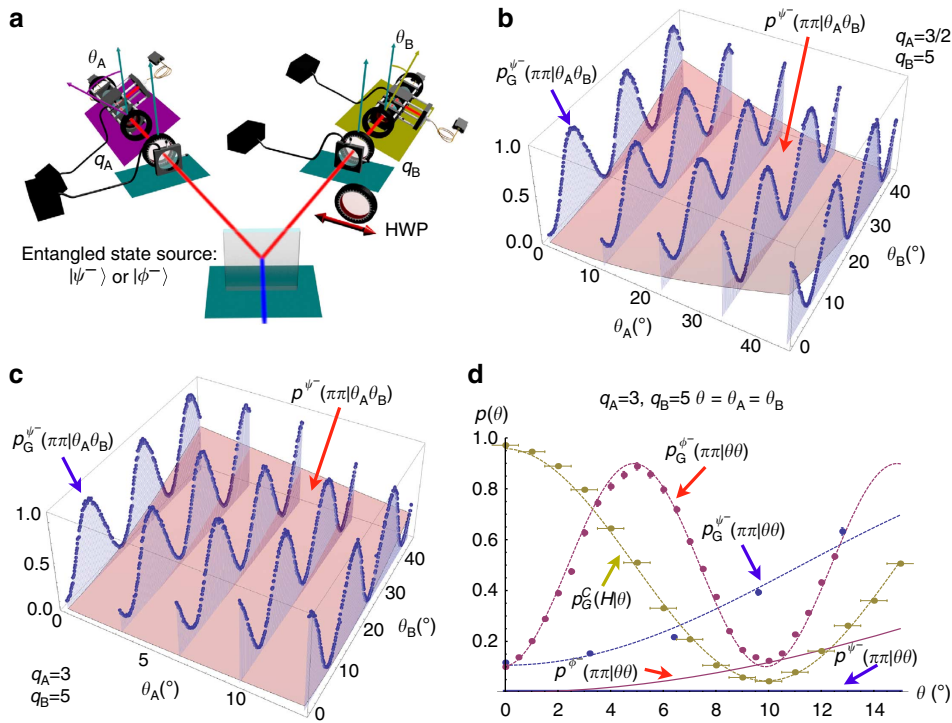 a
θA
θB
qA
qB
HWP
Entangled state source:
|ψ−⟩ or |ϕ−⟩
b
pψ−(ππ|θAθB)
qA=3/2
qB=5
pGψ−(ππ|θAθB)
1.0
0.5
0.0
10
20
30
40
θA(°)
0
10
20
30
40
θB(°)
c
pψ−(ππ|θAθB)
pGψ−(ππ|θAθB)
1.0
0.5
0.0
5
10
θA(°)
0
10
20
30
40
θB(°)
qA=3
qB=5
d
qA=3, qB=5 θ = θA = θB
p(θ)
1.0
0.8
0.6
0.4
0.2
pGϕ−(ππ|θθ)
pGψ−(ππ|θθ)
pGC(H|θ)
pϕ−(ππ|θθ)
pψ−(ππ|θθ)
0 2 4 6 8 10 12 14 θ (°)